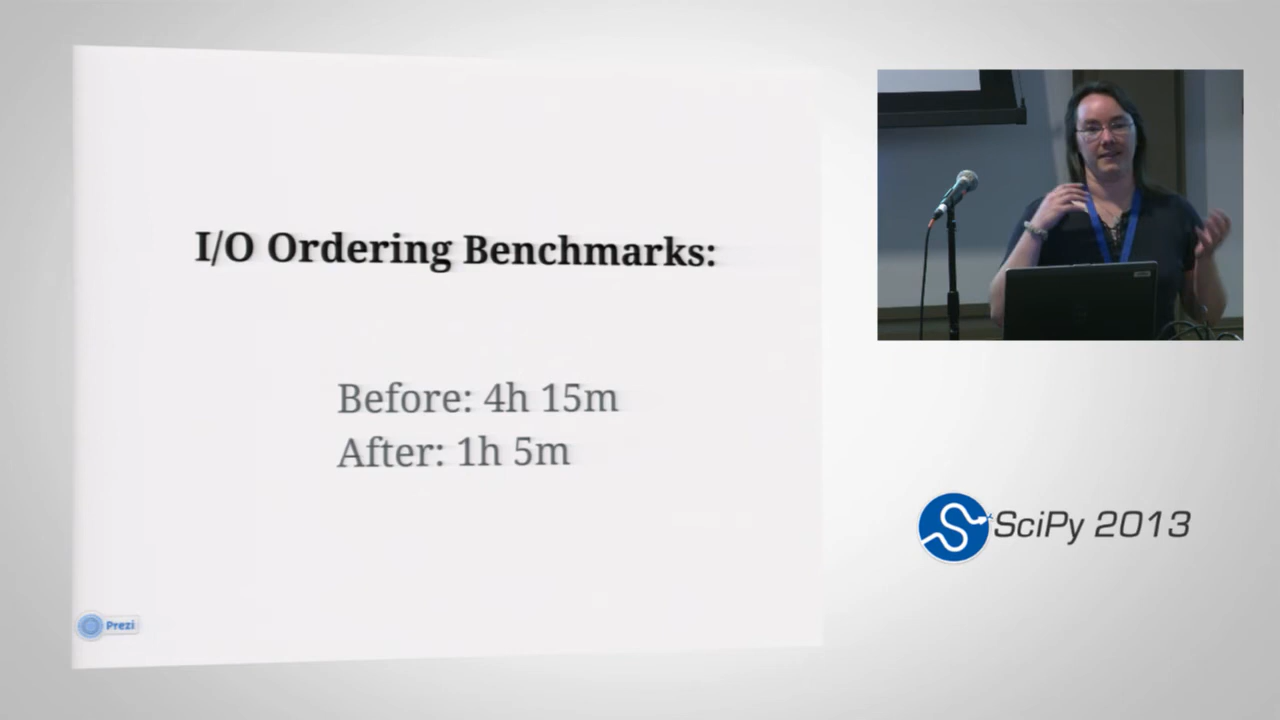 I/O Ordering Benchmarks:
Before: 4h 15m
After: 1h 5m
Prezi
SciPy 2013